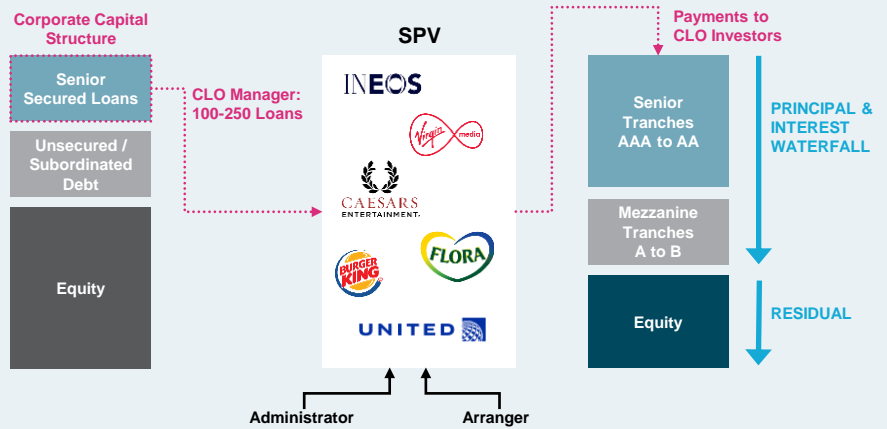 Corporate Capital
Structure
Senior
Secured Loans
Unsecured /
Subordinated
Debt
Equity
CLO Manager:
100-250 Loans
SPV
INEOS
Virgin media
CAESARS
ENTERTAINMENT.
BURGER
KING
FLORA
UNITED
Administrator
Arranger
Payments to
CLO Investors
Senior
Tranches
AAA to AA
Mezzanine
Tranches
A to B
Equity
PRINCIPAL &
INTEREST
WATERFALL
RESIDUAL